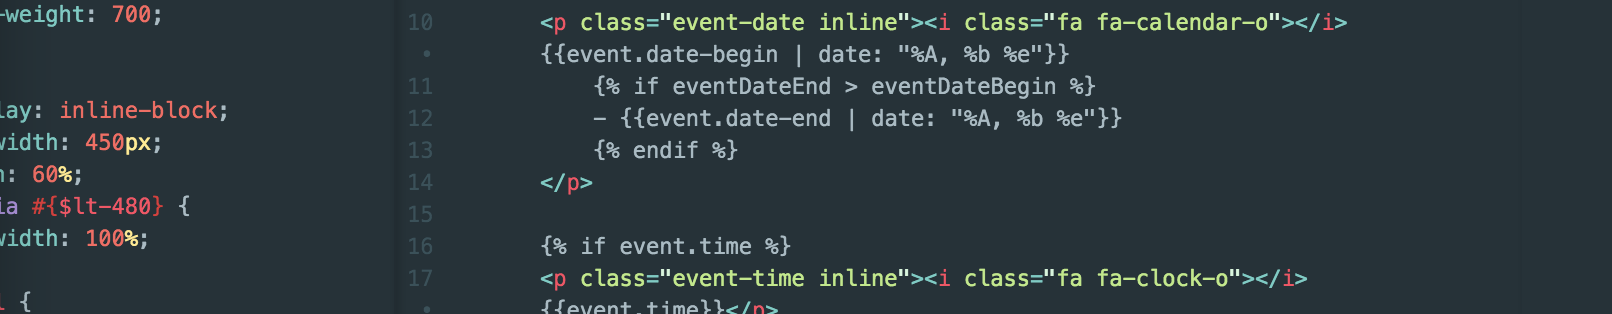 -weight: 700;
lay: inline-block;
width: 450px;
: 60%;
ia #{$lt-480} {
width: 100%;
{
10 <p class="event-date inline"><i class="fa fa-calendar-o"></i>
• {{event.date-begin | date: "%A, %b %e"}}
11 {% if eventDateEnd > eventDateBegin %}
12 - {{event.date-end | date: "%A, %b %e"}}
13 {% endif %}
14 </p>
15
16 {% if event.time %}
17 <p class="event-time inline"><i class="fa fa-clock-o"></i>
• {{event.time}}</p>